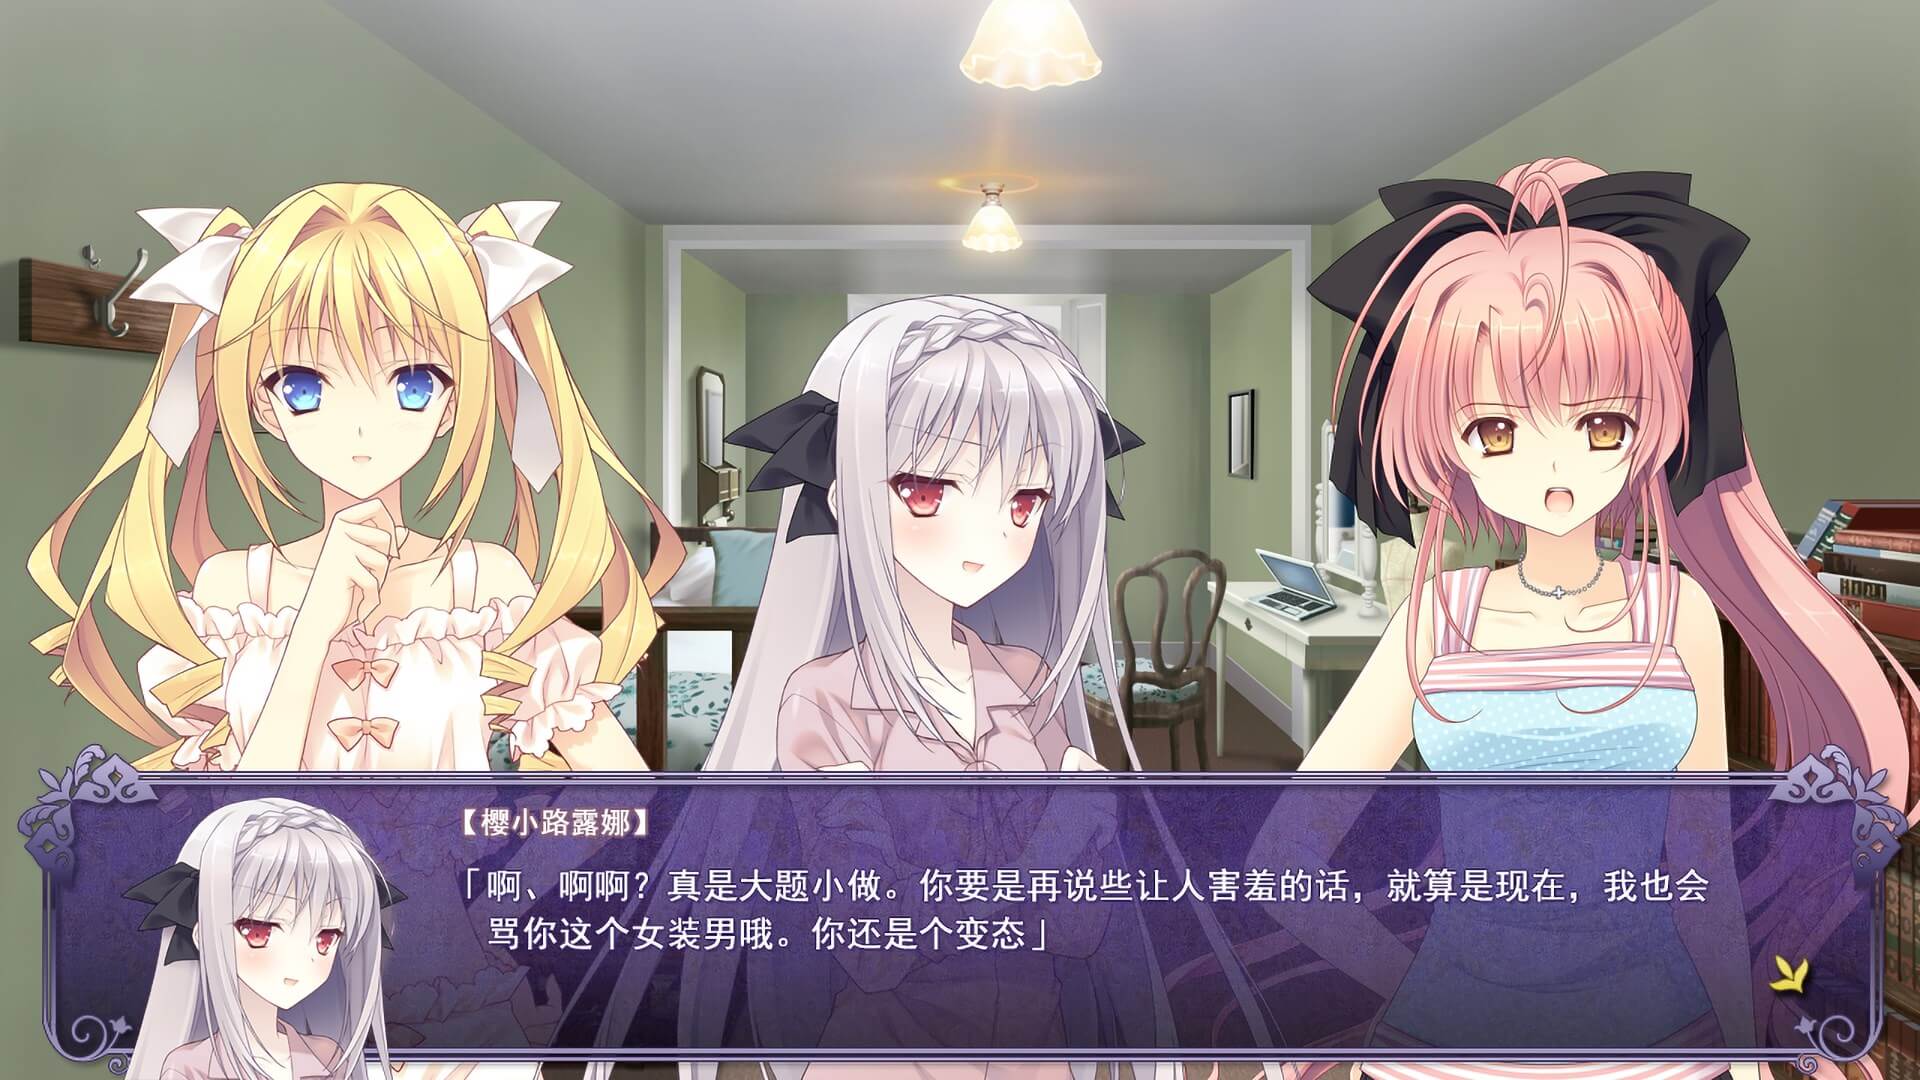 【樱小路露娜】
「啊、啊啊？真是大题小做。你要是再说些让人害羞的话，就算是现在，我也会
骂你这个女装男哦。你还是个变态」